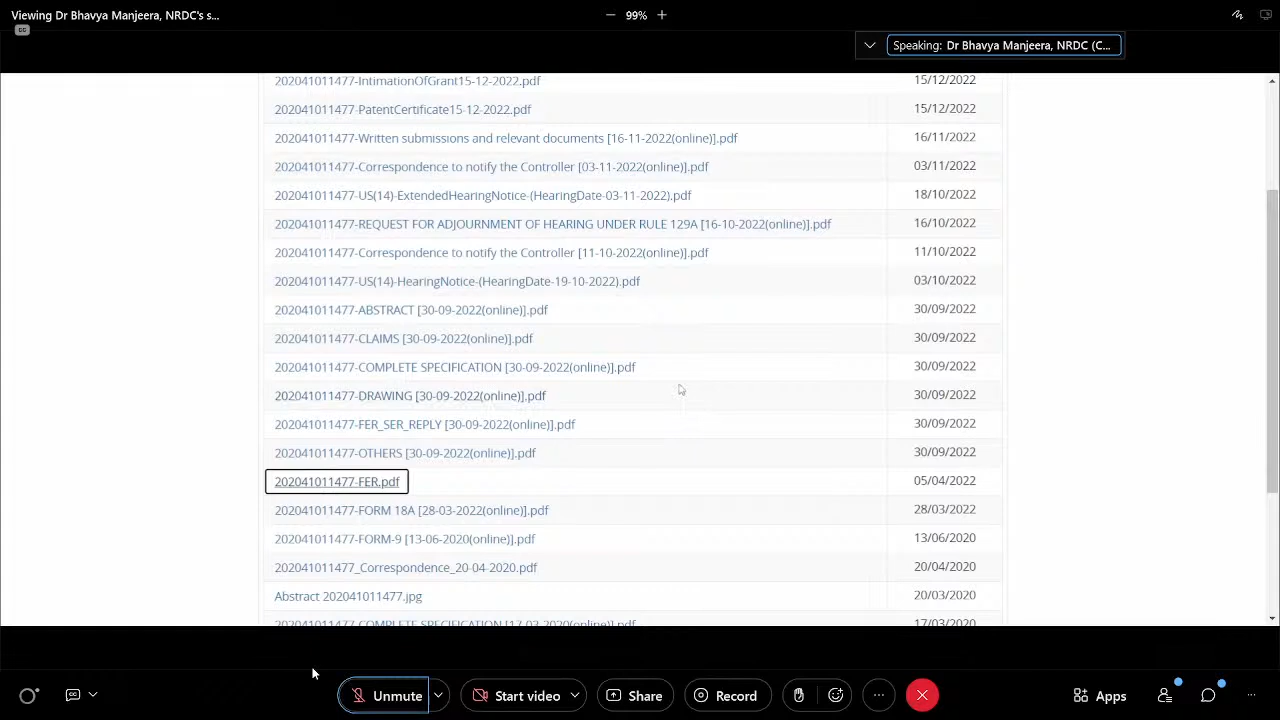 Viewing Dr Bhavya Manjeera, NRDC's s...
99%
CC
Speaking: Dr Bhavya Manjeera, NRDC (C...
202041011477-IntimationOfGrant15-12-2022.pdf 15/12/2022
202041011477-PatentCertificate15-12-2022.pdf 15/12/2022
202041011477-Written submissions and relevant documents [16-11-2022(online)].pdf 16/11/2022
202041011477-Correspondence to notify the Controller [03-11-2022(online)].pdf 03/11/2022
202041011477-US(14)-ExtendedHearingNotice-(HearingDate-03-11-2022).pdf 18/10/2022
202041011477-REQUEST FOR ADJOURNMENT OF HEARING UNDER RULE 129A [16-10-2022(online)].pdf 16/10/2022
202041011477-Correspondence to notify the Controller [11-10-2022(online)].pdf 11/10/2022
202041011477-US(14)-HearingNotice-(HearingDate-19-10-2022).pdf 03/10/2022
202041011477-ABSTRACT [30-09-2022(online)].pdf 30/09/2022
202041011477-CLAIMS [30-09-2022(online)].pdf 30/09/2022
202041011477-COMPLETE SPECIFICATION [30-09-2022(online)].pdf 30/09/2022
202041011477-DRAWING [30-09-2022(online)].pdf 30/09/2022
202041011477-FER_SER_REPLY [30-09-2022(online)].pdf 30/09/2022
202041011477-OTHERS [30-09-2022(online)].pdf 30/09/2022
202041011477-FER.pdf 05/04/2022
202041011477-FORM 18A [28-03-2022(online)].pdf 28/03/2022
202041011477-FORM-9 [13-06-2020(online)].pdf 13/06/2020
202041011477_Correspondence_20-04-2020.pdf 20/04/2020
Abstract 202041011477.jpg 20/03/2020
202041011477-COMPLETE SPECIFICATION [17-03-2020(online)].pdf 17/03/2020
CC Unmute Start video Share Record Apps